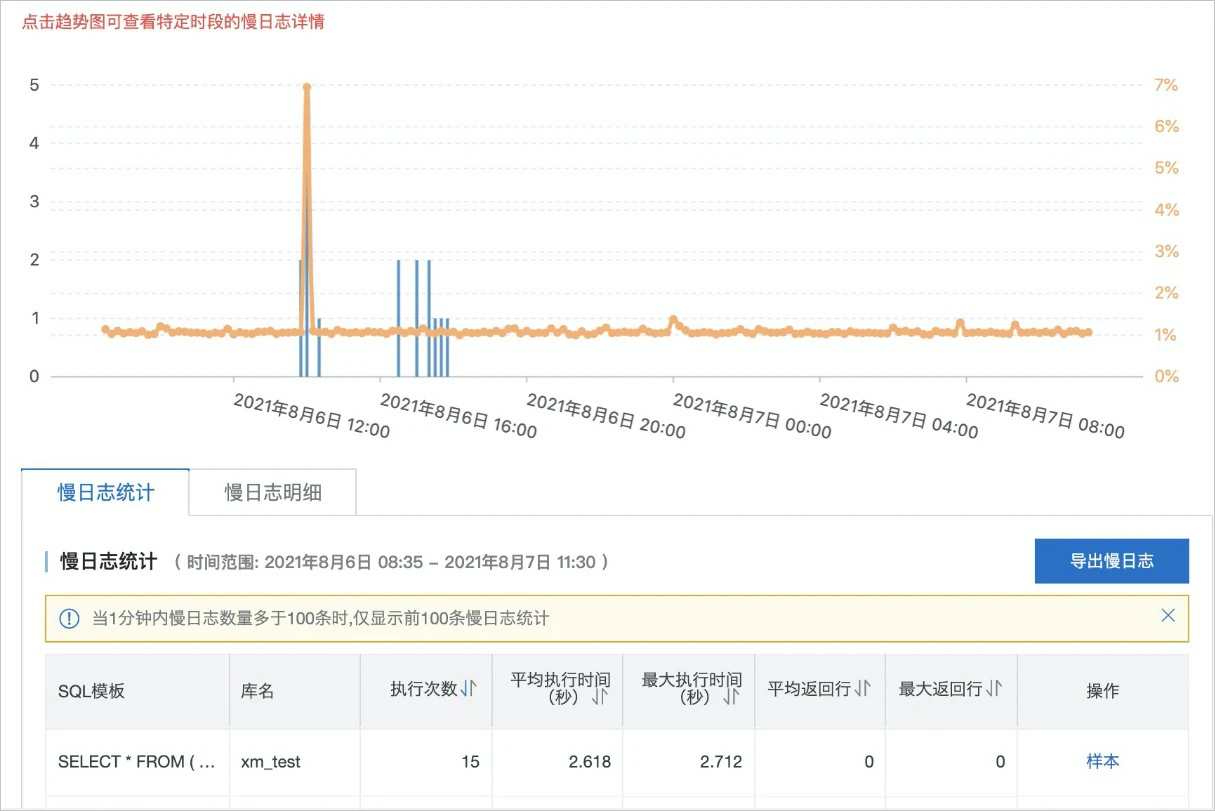 点击趋势图可查看特定时段的慢日志详情
5
4
3
2
1
0
7%
6%
5%
4%
3%
2%
1%
0%
2021年8月6日 12:00
2021年8月6日 16:00
2021年8月6日 20:00
2021年8月7日 00:00
2021年8月7日 04:00
2021年8月7日 08:00
慢日志统计 慢日志明细
慢日志统计 ( 时间范围: 2021年8月6日 08:35 – 2021年8月7日 11:30 ) 导出慢日志
当1分钟内慢日志数量多于100条时,仅显示前100条慢日志统计
SQL模板 库名 执行次数 平均执行时间(秒) 最大执行时间(秒) 平均返回行 最大返回行 操作
SELECT * FROM ( … xm_test 15 2.618 2.712 0 0 样本